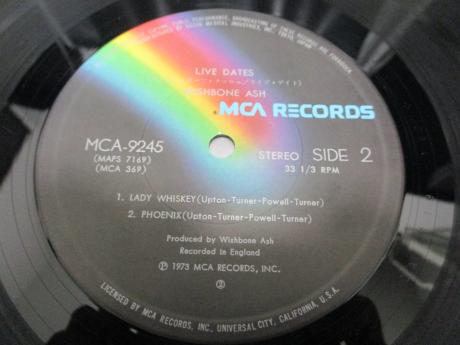 LIVE DATES
WISHBONE ASH
MCA RECORDS
MCA-9245
(MAPS 7169)
(MCA 369)
STEREO SIDE 2
33 1/3 RPM
1. LADY WHISKEY(Upton-Turner-Powell-Turner)
2. PHOENIX(Upton-Turner-Powell-Turner)
Produced by Wishbone Ash
Recorded in England
Ⓟ 1973 MCA RECORDS, INC.
②
LICENSED BY MCA RECORDS, INC., UNIVERSAL CITY, CALIFORNIA, U.S.A.